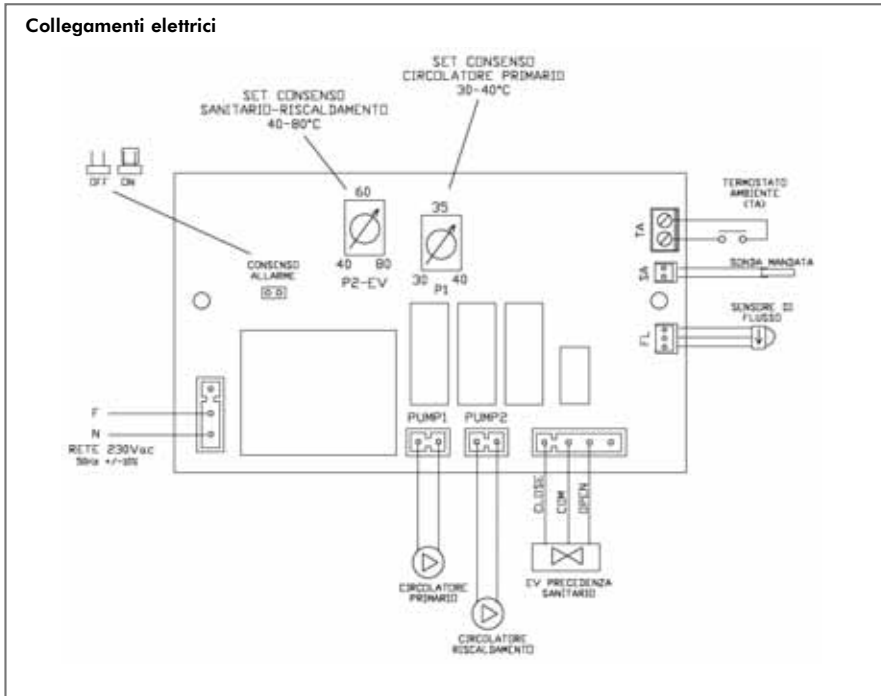 Collegamenti elettrici
SET CONSENSO
CIRCOLATORE PRIMARIO
30-40°C
SET CONSENSO
SANITARIO-RISCALDAMENTO
40-80°C
OFF ON
60
35
40 80
P2-EV
30 40
P1
CONSENSO
ALLARME
TERMOSTATO
AMBIENTE
(TA)
TA
SONDA MANDATA
SA
SENSORE DI
FLUSSO
FL
F
N
RETE 230Vac
50Hz +/-10%
PUMP1 PUMP2
CLOSE
COM
OPEN
CIRCOLATORE
PRIMARIO
EV PRECEDENZA
SANITARIO
CIRCOLATORE
RISCALDAMENTO